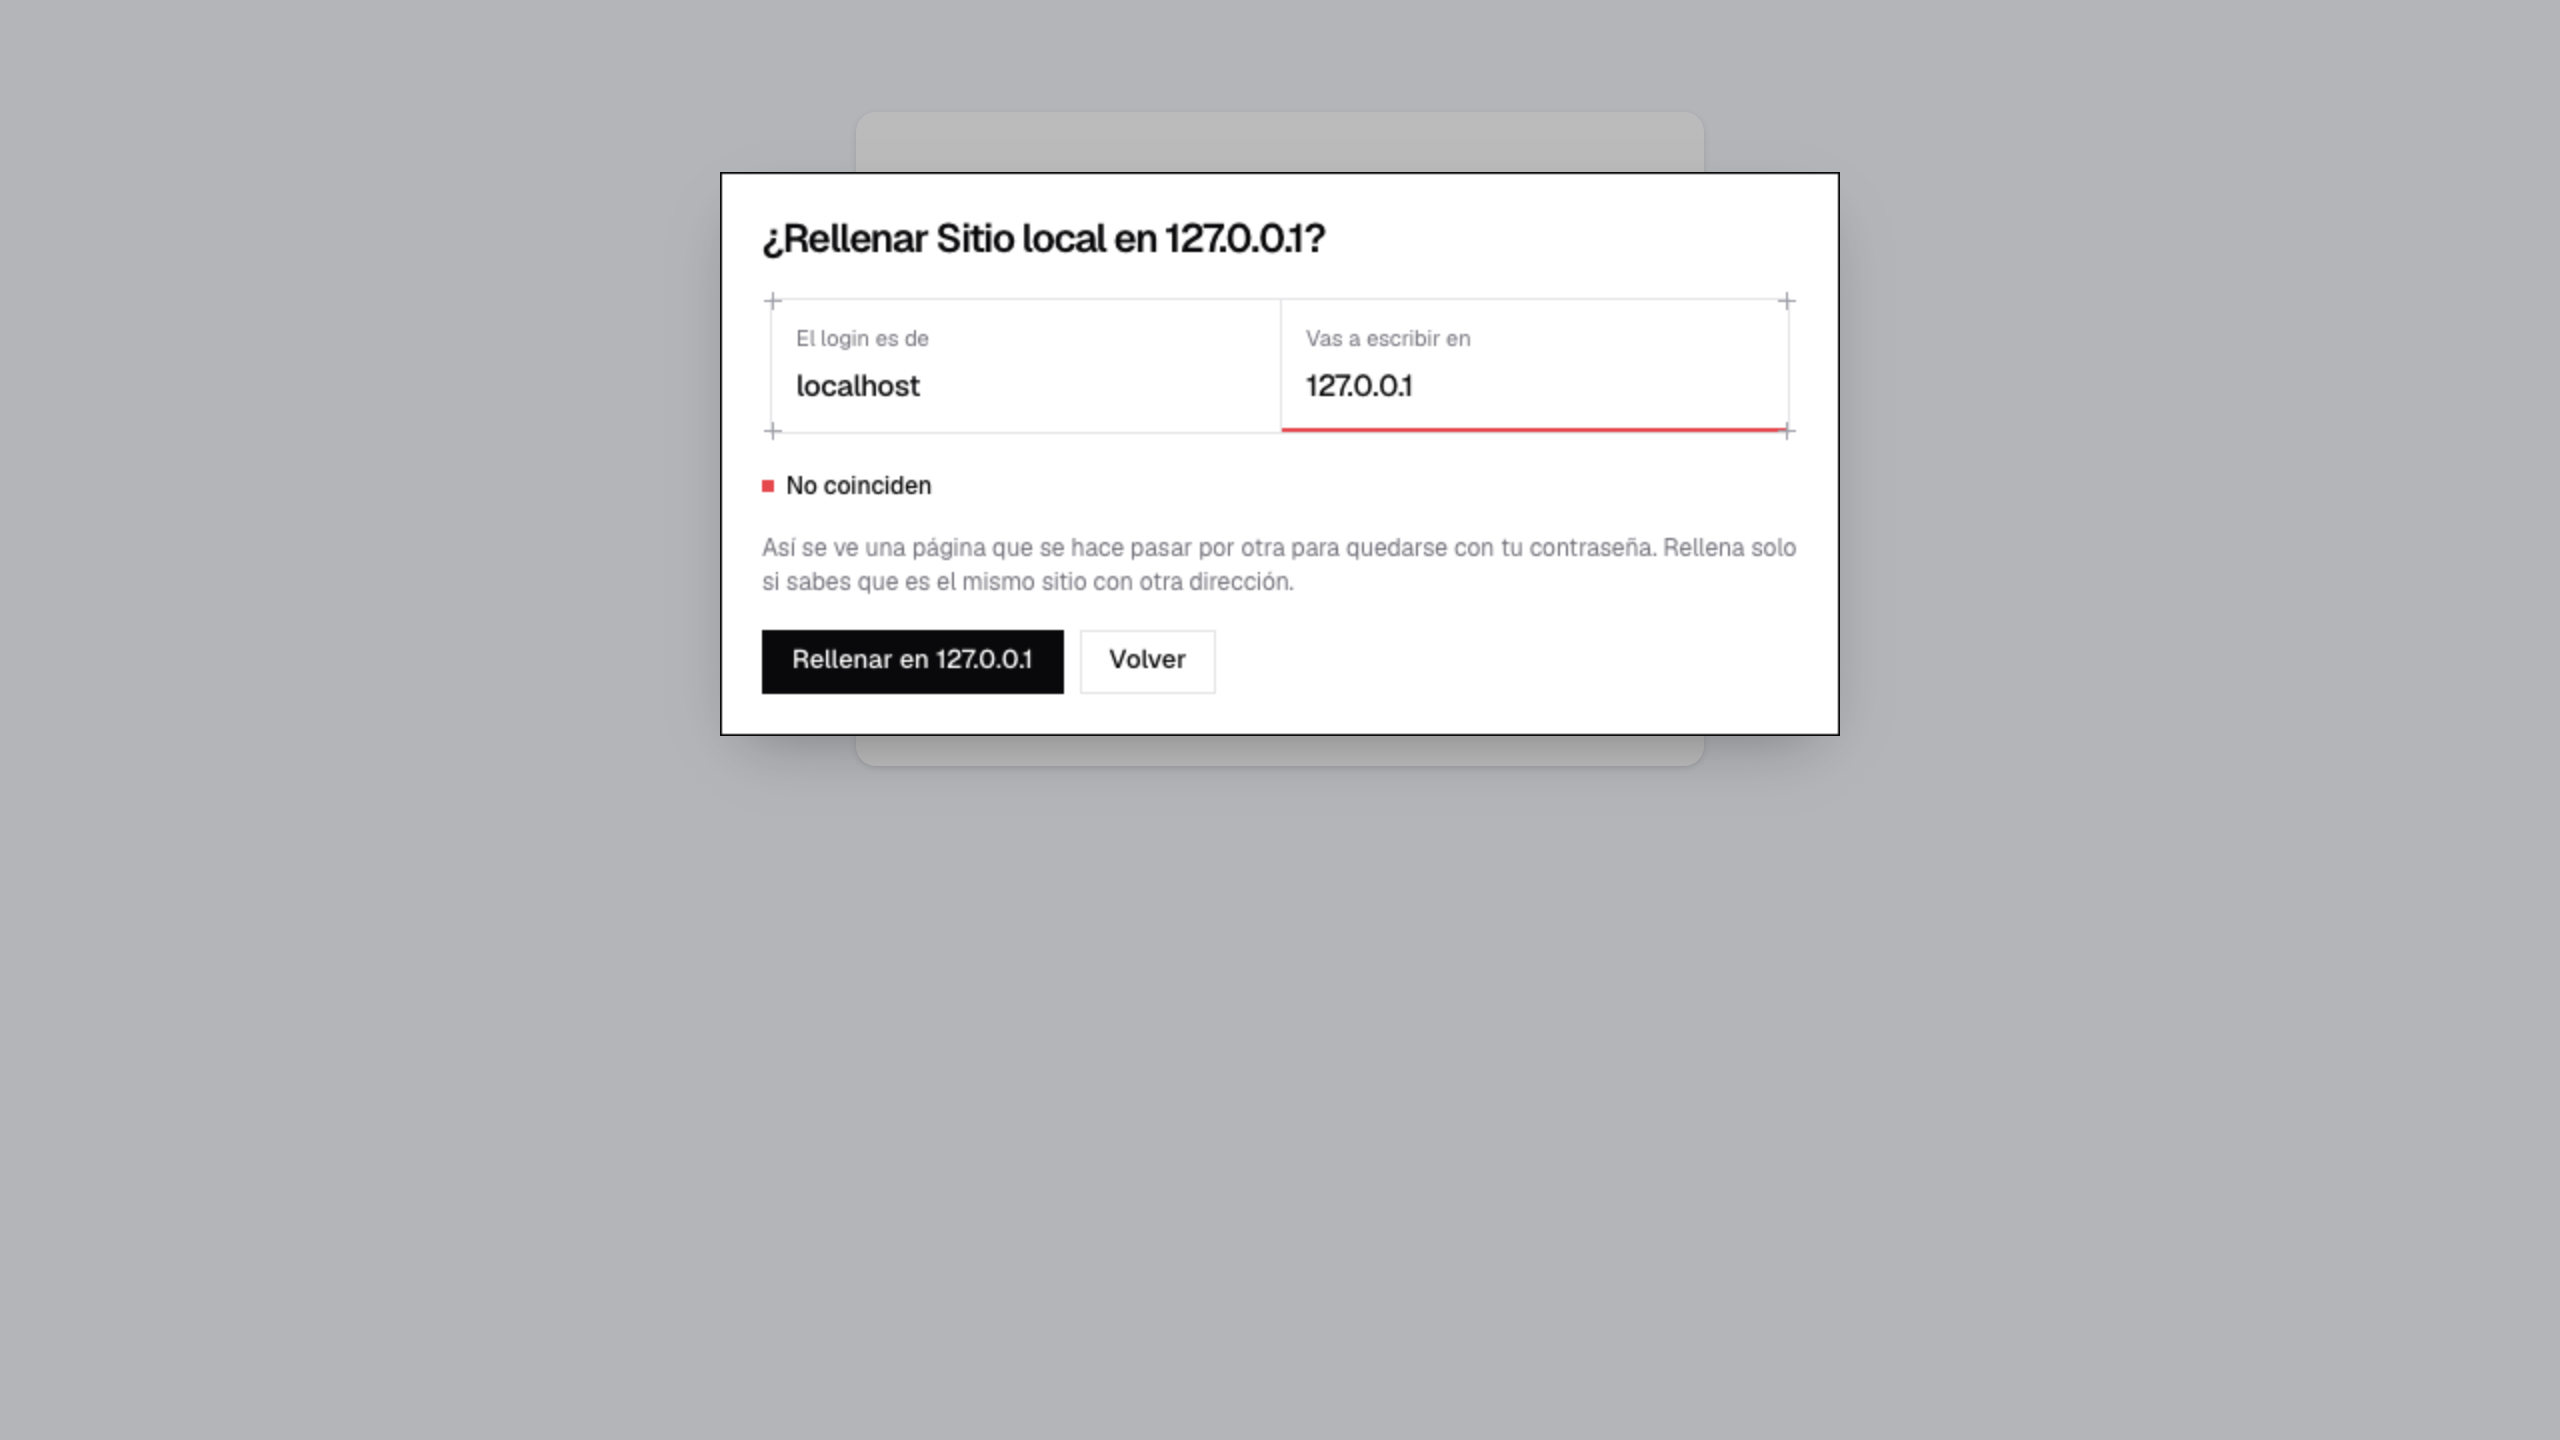 ¿Rellenar Sitio local en 127.0.0.1?
El login es de
localhost
Vas a escribir en
127.0.0.1
No coinciden
Así se ve una página que se hace pasar por otra para quedarse con tu contraseña. Rellena solo
si sabes que es el mismo sitio con otra dirección.
Rellenar en 127.0.0.1
Volver